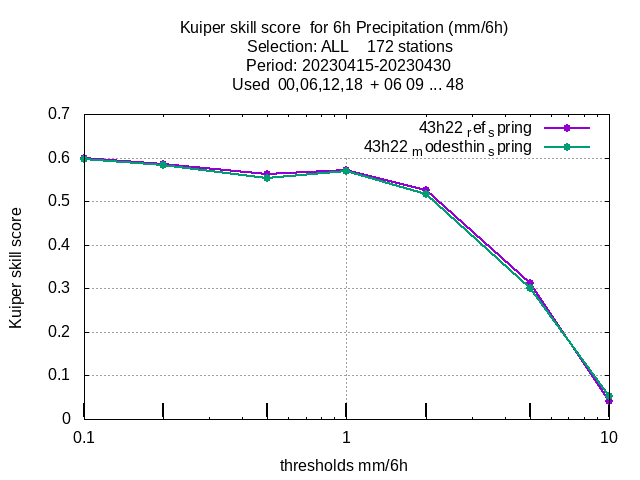 Kuiper skill score  for 6h Precipitation (mm/6h)
Selection: ALL    172 stations
Period: 20230415-20230430
Used  00,06,12,18  + 06 09 ... 48
43h22 ref spring
43h22 modesthin spring
0.7
0.6
0.5
0.4
0.3
0.2
0.1
0
Kuiper skill score
0.1
1
10
thresholds mm/6h